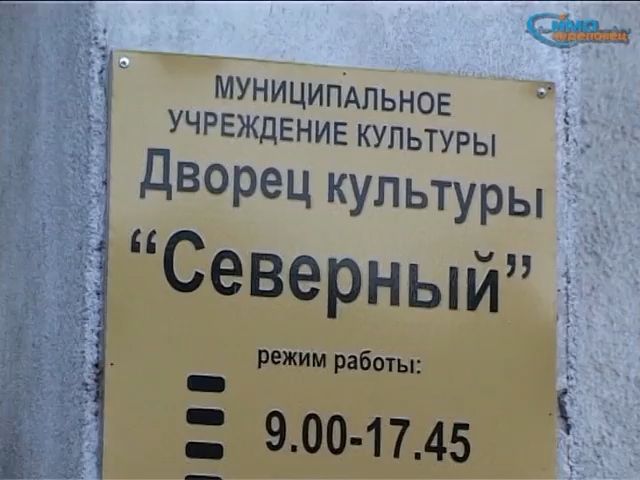 МУНИЦИПАЛЬНОЕ
УЧРЕЖДЕНИЕ КУЛЬТУРЫ
Дворец культуры
“Северный”
режим работы:
9.00-17.45